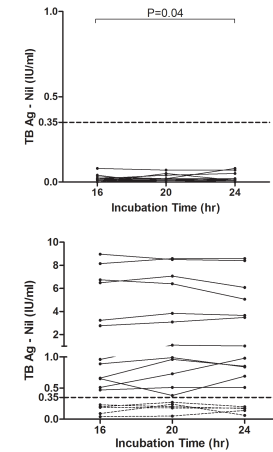 P=0.04
1.0
0.5
0.35
0.0
TB Ag - Nil (IU/ml)
16 20 24
Incubation Time (hr)
10
8
6
4
2
1.0
0.5
0.35
0.0
TB Ag - Nil (IU/ml)
16 20 24
Incubation Time (hr)